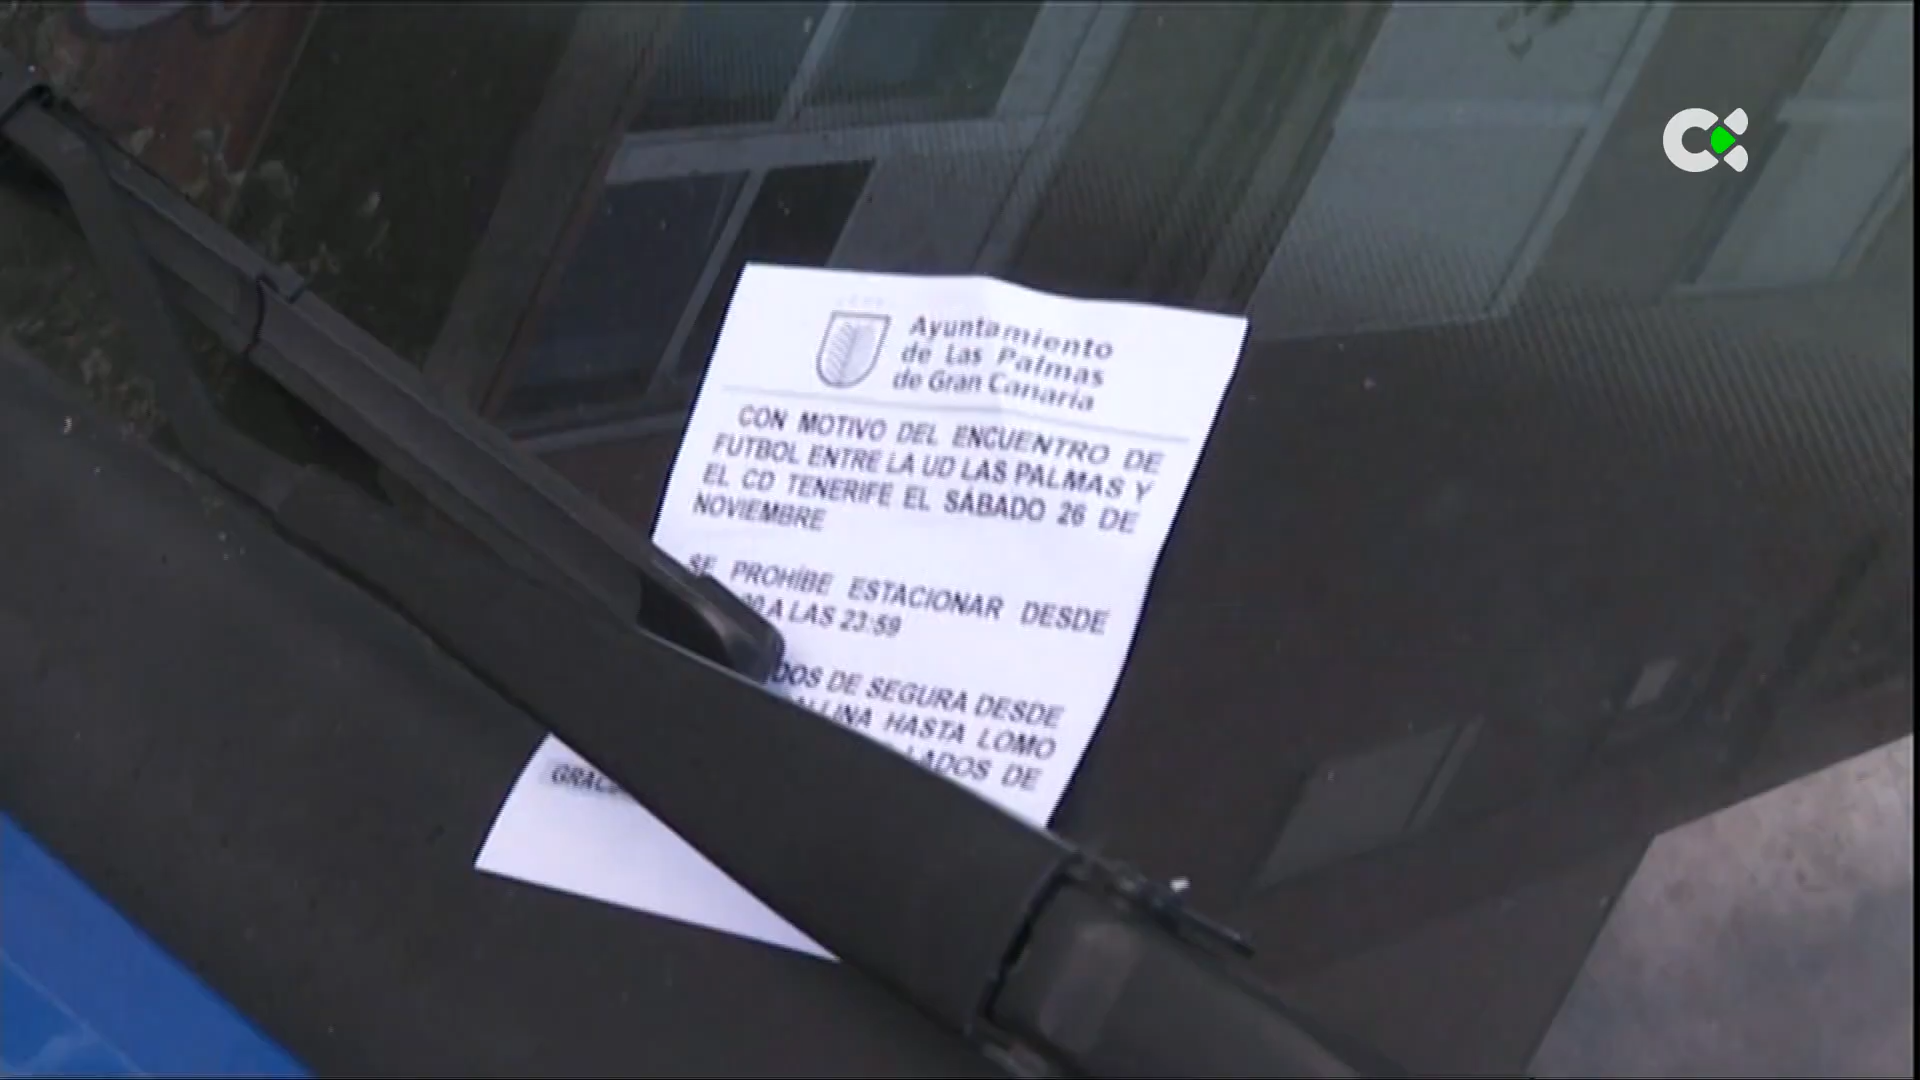 Ayuntamiento
de Las Palmas
de Gran Canaria
CON MOTIVO DEL ENCUENTRO DE
FUTBOL ENTRE LA UD LAS PALMAS Y
EL CD TENERIFE EL SÁBADO 26 DE
NOVIEMBRE
SE PROHÍBE ESTACIONAR DESDE
A LAS 23:59
DE SEGURA DESDE
HASTA LOMO
LADOS DE